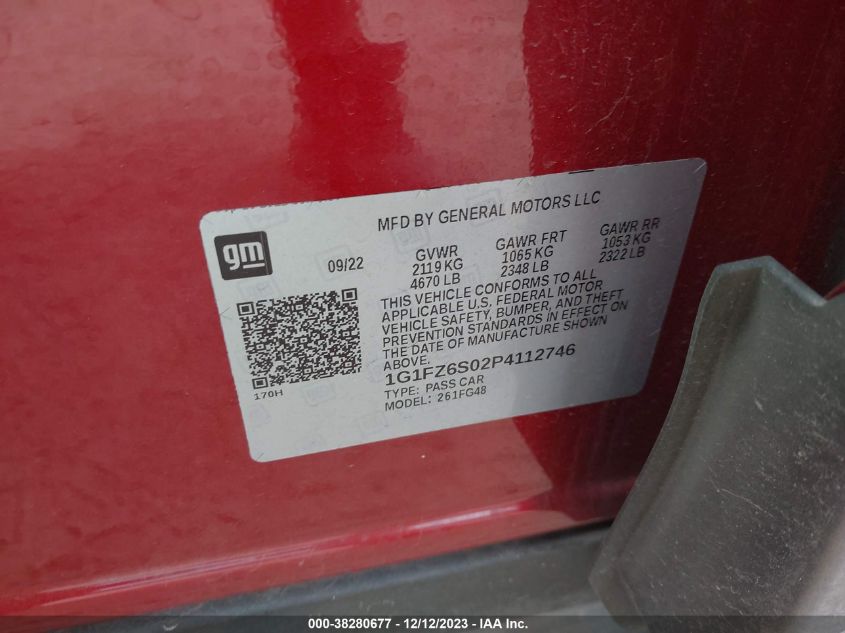 MFD BY GENERAL MOTORS LLC
gm
09/22
GVWR
2119 KG
4670 LB
GAWR FRT
1065 KG
2348 LB
GAWR RR
1053 KG
2322 LB
THIS VEHICLE CONFORMS TO ALL
APPLICABLE U.S. FEDERAL MOTOR
VEHICLE SAFETY, BUMPER, AND THEFT
PREVENTION STANDARDS IN EFFECT ON
THE DATE OF MANUFACTURE SHOWN
ABOVE.
1G1FZ6S02P4112746
TYPE: PASS CAR
MODEL: 261FG48
170H
000-38280677 - 12/12/2023 - IAA Inc.